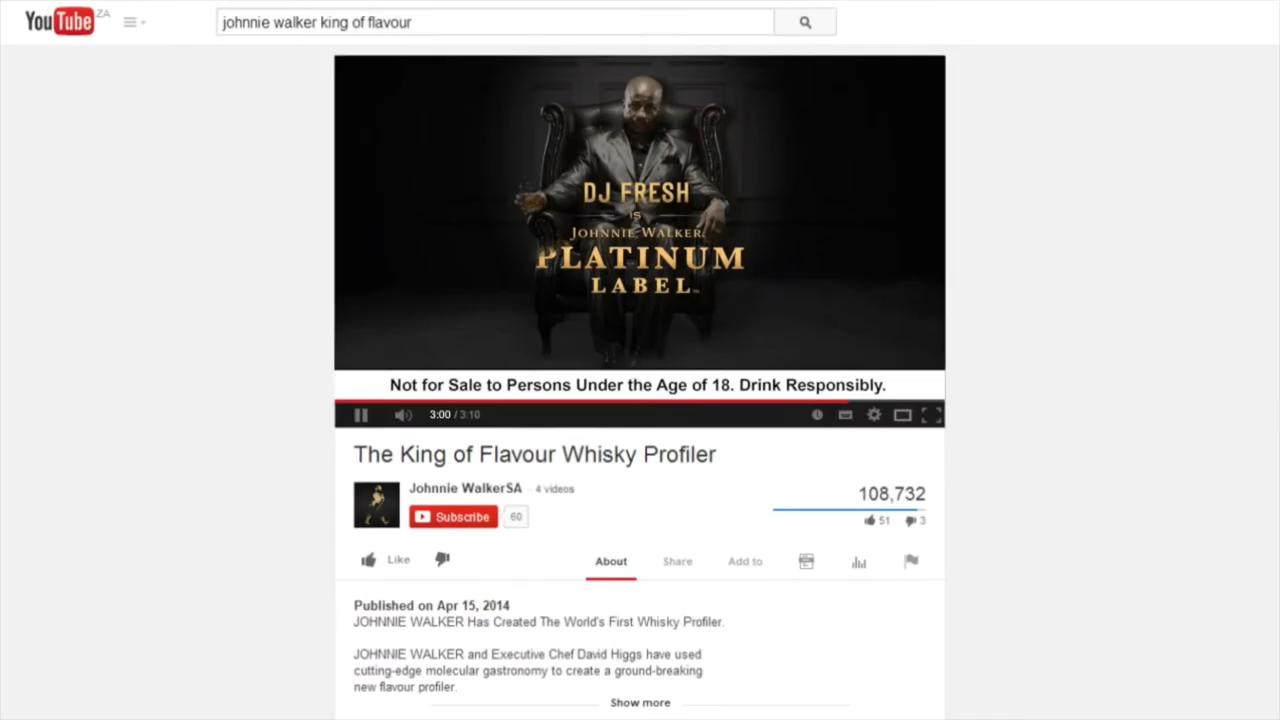 YouTube ZA
johnnie walker king of flavour
DJ FRESH
IS
JOHNNIE WALKER.
PLATINUM
LABEL™
Not for Sale to Persons Under the Age of 18. Drink Responsibly.
3:00 / 3:10
The King of Flavour Whisky Profiler
Johnnie WalkerSA · 4 videos
108,732
Subscribe 60
51 3
Like About Share Add to
Published on Apr 15, 2014
JOHNNIE WALKER Has Created The World's First Whisky Profiler.
JOHNNIE WALKER and Executive Chef David Higgs have used
cutting-edge molecular gastronomy to create a ground-breaking
new flavour profiler.
Show more